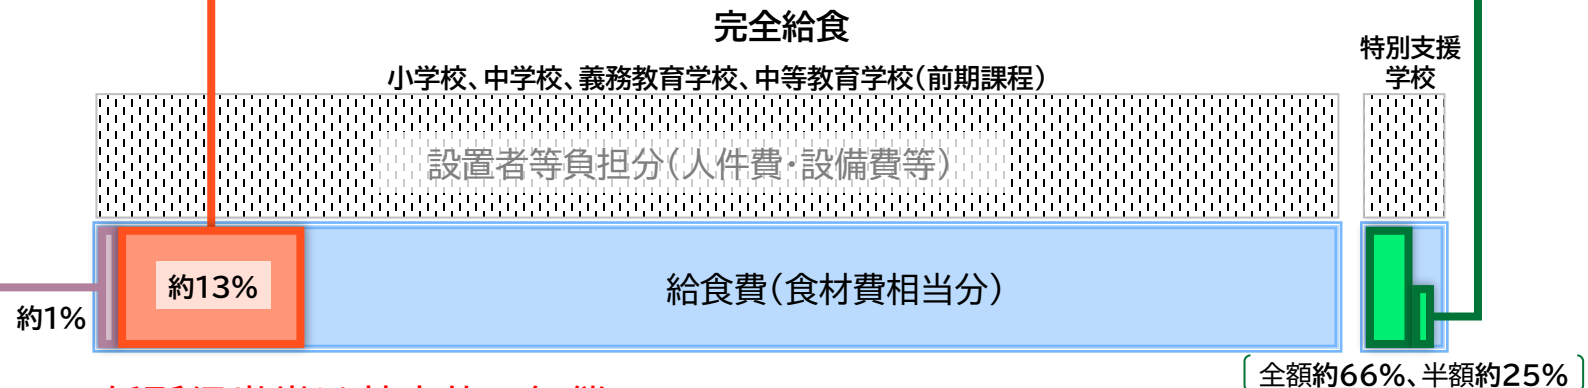 完全給食
特別支援
学校
小学校、中学校、義務教育学校、中等教育学校(前期課程)
設置者等負担分(人件費・設備費等)
約13%
給食費(食材費相当分)
約1%
全額約66%、半額約25%